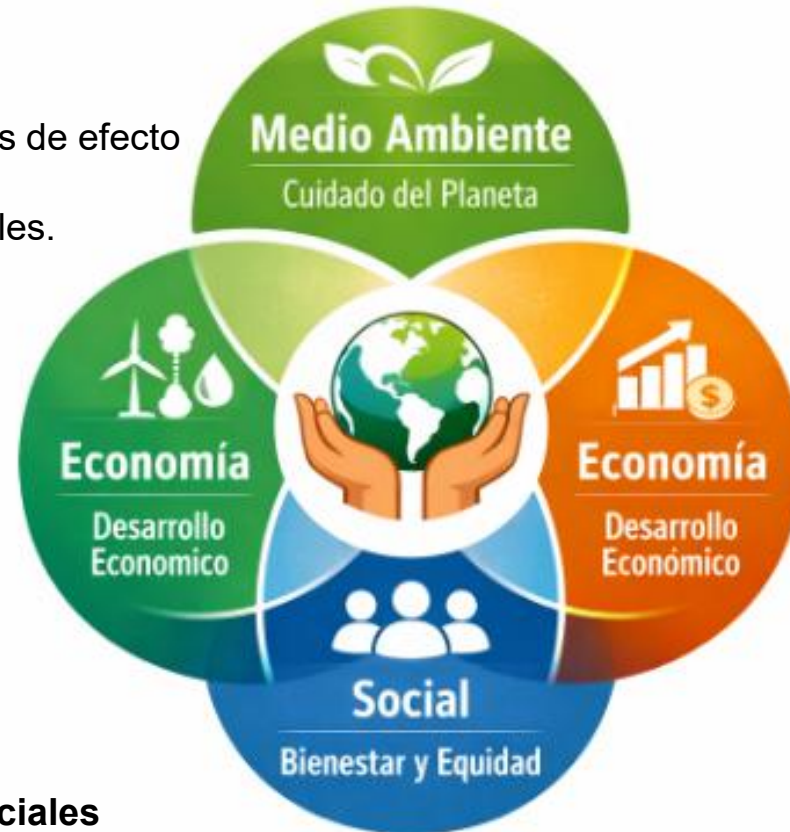 s de efecto
les.
Medio Ambiente
Cuidado del Planeta
Economía
Desarrollo
Economico
Economía
Desarrollo
Económico
$
Social
Bienestar y Equidad
ciales